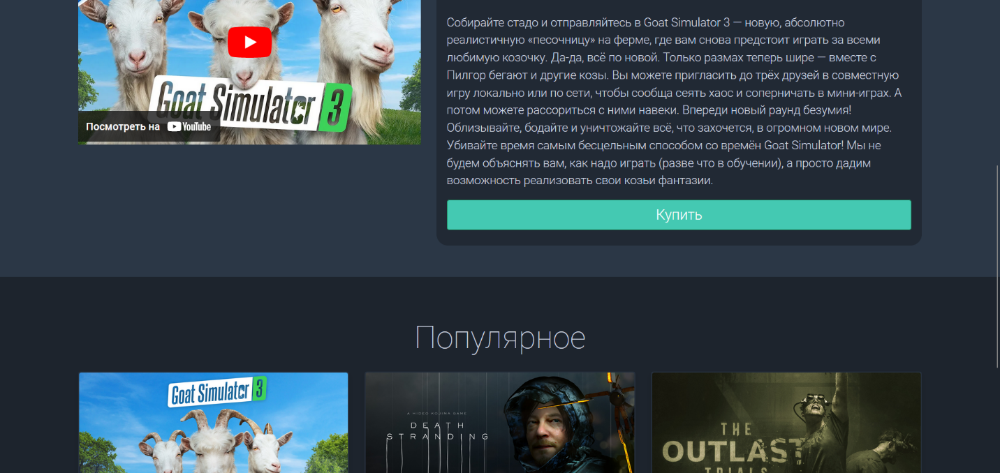 Собирайте стадо и отправляйтесь в Goat Simulator 3 — новую, абсолютно
реалистичную «песочницу» на ферме, где вам снова предстоит играть за всеми
любимую козочку. Да-да, всё по новой. Только размах теперь шире — вместе с
Пилгор бегают и другие козы. Вы можете пригласить до трёх друзей в совместную
игру локально или по сети, чтобы сообща сеять хаос и соперничать в мини-играх. А
потом можете рассориться с ними навеки. Впереди новый раунд безумия!
Облизывайте, бодайте и уничтожайте всё, что захочется, в огромном новом мире.
Убивайте время самым бесцельным способом со времён Goat Simulator! Мы не
будем объяснять вам, как надо играть (разве что в обучении), а просто дадим
возможность реализовать свои козьи фантазии.
Goat Simulator 3
Посмотреть на YouTube
Купить
Популярное
Goat Simulator 3
A HIDEO KOJIMA GAME
DEATH
STRANDING
THE
OUTLAST
TRIALS